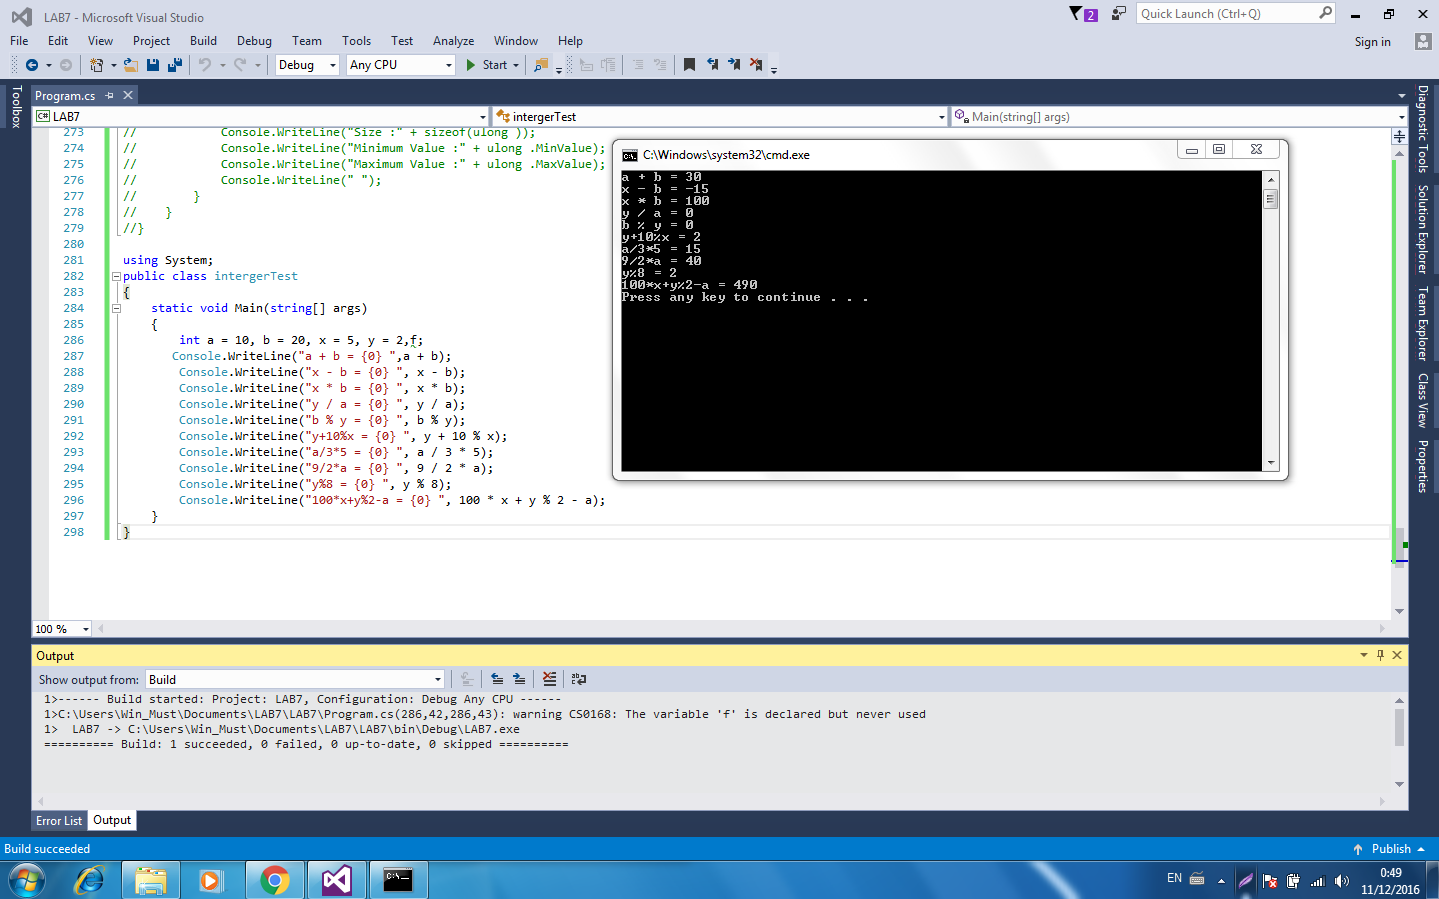 LAB7 - Microsoft Visual Studio
2
Quick Launch (Ctrl+Q)
File Edit View Project Build Debug Team Tools Test Analyze Window Help
Sign in
Debug Any CPU Start
Toolbox
Program.cs
C# LAB7 intergerTest Main(string[] args)
273 // Console.WriteLine("Size :" + sizeof(ulong ));
274 // Console.WriteLine("Minimum Value :" + ulong .MinValue);
275 // Console.WriteLine("Maximum Value :" + ulong .MaxValue);
276 // Console.WriteLine(" ");
277 // }
278 // }
279 //}
280
281 using System;
282 public class intergerTest
283 {
284 static void Main(string[] args)
285 {
286 int a = 10, b = 20, x = 5, y = 2,f;
287 Console.WriteLine("a + b = {0} ",a + b);
288 Console.WriteLine("x - b = {0} ", x - b);
289 Console.WriteLine("x * b = {0} ", x * b);
290 Console.WriteLine("y / a = {0} ", y / a);
291 Console.WriteLine("b % y = {0} ", b % y);
292 Console.WriteLine("y+10%x = {0} ", y + 10 % x);
293 Console.WriteLine("a/3*5 = {0} ", a / 3 * 5);
294 Console.WriteLine("9/2*a = {0} ", 9 / 2 * a);
295 Console.WriteLine("y%8 = {0} ", y % 8);
296 Console.WriteLine("100*x+y%2-a = {0} ", 100 * x + y % 2 - a);
297 }
298 }
C:\Windows\system32\cmd.exe
a + b = 30
x - b = -15
x * b = 100
y / a = 0
b % y = 0
y+10%x = 2
a/3*5 = 15
9/2*a = 40
y%8 = 2
100*x+y%2-a = 490
Press any key to continue . . .
Diagnostic Tools
Solution Explorer
Team Explorer
Class View
Properties
100 %
Output
Show output from: Build
1>------ Build started: Project: LAB7, Configuration: Debug Any CPU ------
1>C:\Users\Win_Must\Documents\LAB7\LAB7\Program.cs(286,42,286,43): warning CS0168: The variable 'f' is declared but never used
1> LAB7 -> C:\Users\Win_Must\Documents\LAB7\LAB7\bin\Debug\LAB7.exe
========== Build: 1 succeeded, 0 failed, 0 up-to-date, 0 skipped ==========
Error List Output
Build succeeded
Publish
EN
0:49
11/12/2016